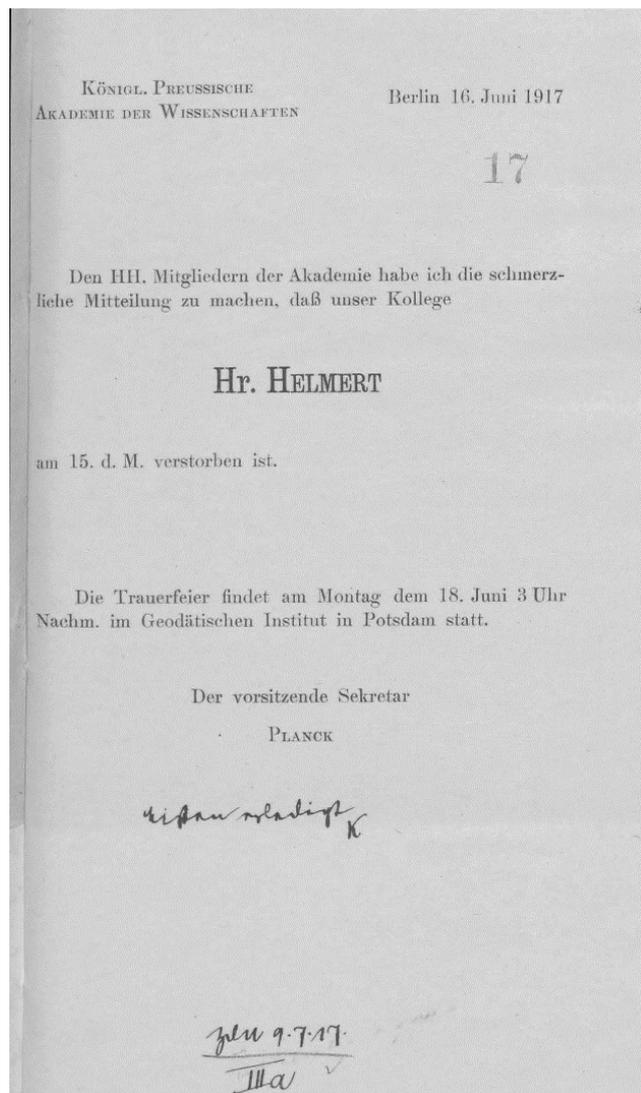 KÖNIGL. PREUSSISCHE
AKADEMIE DER WISSENSCHAFTEN
Berlin 16. Juni 1917
17
Den HH. Mitgliedern der Akademie habe ich die schmerz-
liche Mitteilung zu machen, daß unser Kollege
Hr. HELMERT
am 15. d. M. verstorben ist.
Die Trauerfeier findet am Montag dem 18. Juni 3 Uhr
Nachm. im Geodätischen Institut in Potsdam statt.
Der vorsitzende Sekretar
PLANCK
Listen erledigt
K
9.7.17.
IIIa